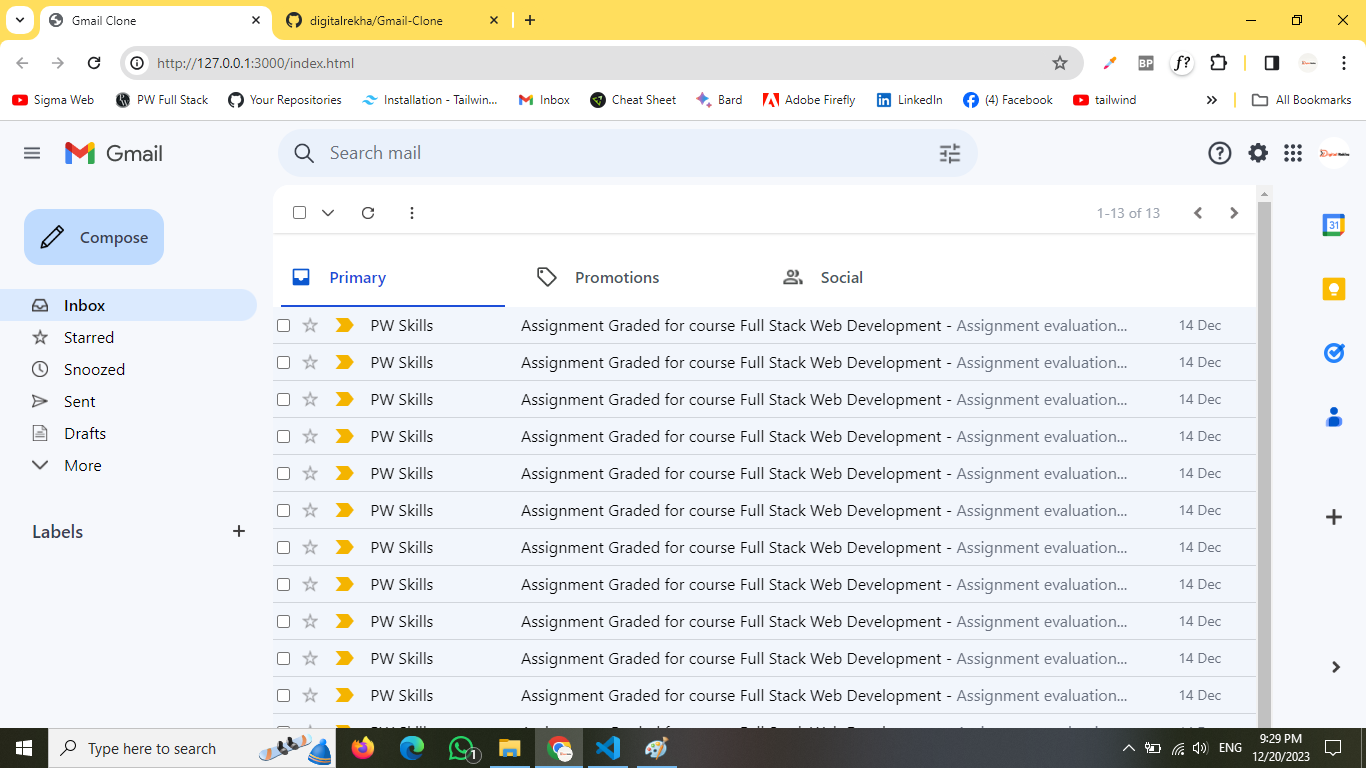 Gmail Clone
digitalrekha/Gmail-Clone
http://127.0.0.1:3000/index.html
BP
f?
Sigma Web
PW Full Stack
Your Repositories
Installation - Tailwin...
Inbox
Cheat Sheet
Bard
Adobe Firefly
LinkedIn
(4) Facebook
tailwind
All Bookmarks
Gmail
Search mail
Compose
1-13 of 13
31
Primary
Promotions
Social
Inbox
Starred
Snoozed
Sent
Drafts
More
Labels
PW Skills Assignment Graded for course Full Stack Web Development - Assignment evaluation... 14 Dec
PW Skills Assignment Graded for course Full Stack Web Development - Assignment evaluation... 14 Dec
PW Skills Assignment Graded for course Full Stack Web Development - Assignment evaluation... 14 Dec
PW Skills Assignment Graded for course Full Stack Web Development - Assignment evaluation... 14 Dec
PW Skills Assignment Graded for course Full Stack Web Development - Assignment evaluation... 14 Dec
PW Skills Assignment Graded for course Full Stack Web Development - Assignment evaluation... 14 Dec
PW Skills Assignment Graded for course Full Stack Web Development - Assignment evaluation... 14 Dec
PW Skills Assignment Graded for course Full Stack Web Development - Assignment evaluation... 14 Dec
PW Skills Assignment Graded for course Full Stack Web Development - Assignment evaluation... 14 Dec
PW Skills Assignment Graded for course Full Stack Web Development - Assignment evaluation... 14 Dec
PW Skills Assignment Graded for course Full Stack Web Development - Assignment evaluation... 14 Dec
Type here to search
1
ENG
9:29 PM
12/20/2023